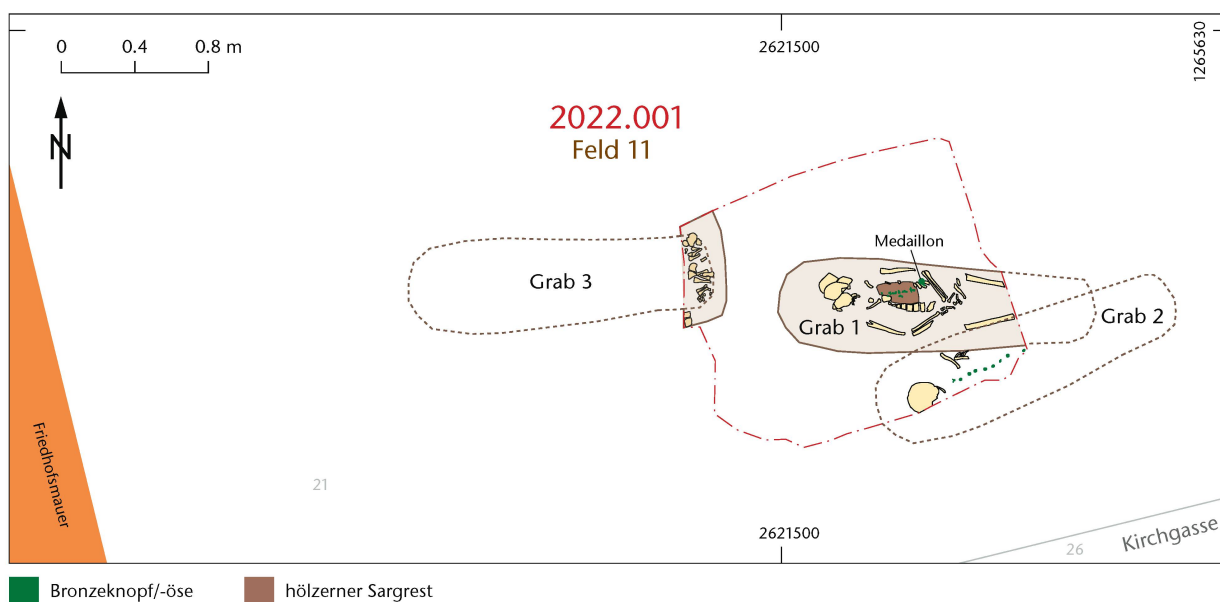 0 0.4 0.8 m
2621500
1265630
N
2022.001
Feld 11
Medaillon
Grab 3
Grab 1
Grab 2
Friedhofsmauer
21
2621500
26
Kirchgasse
Bronzeknopf/-öse
hölzerner Sargrest